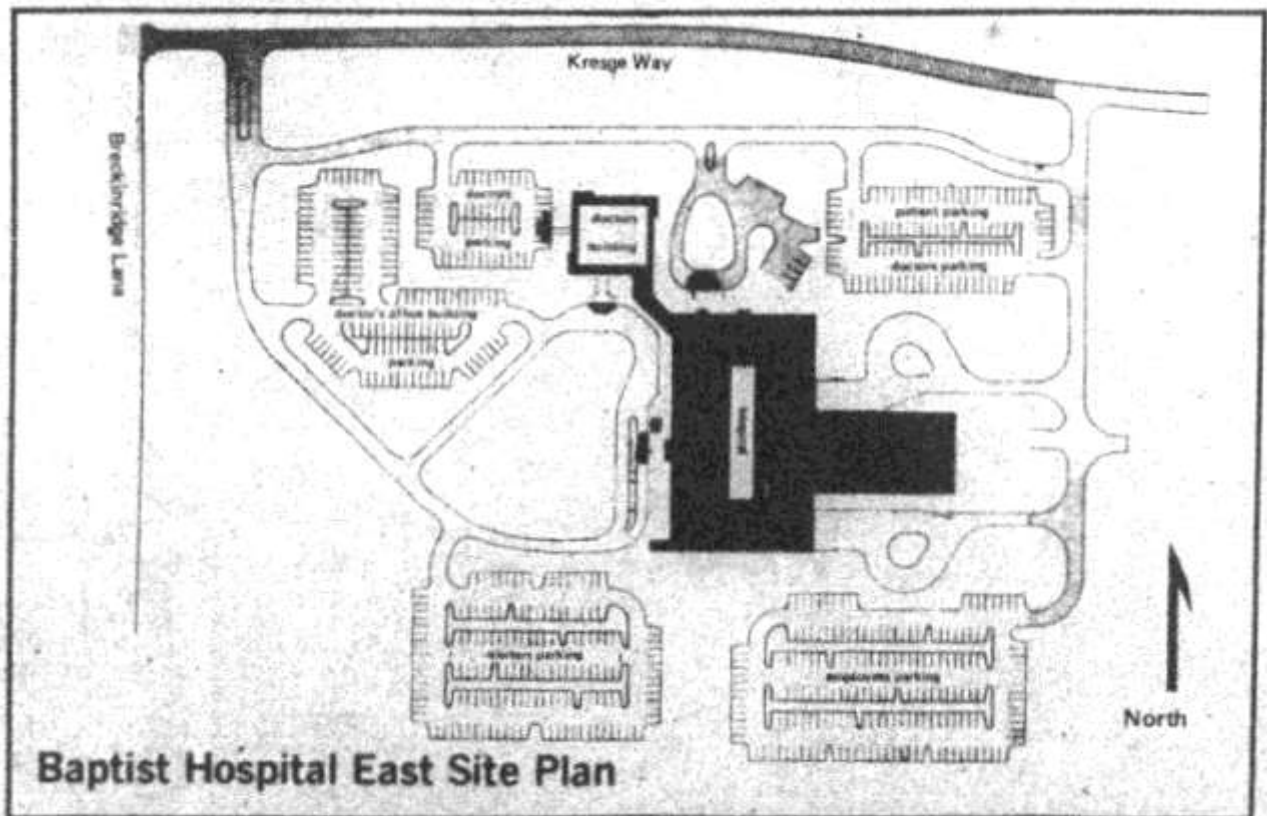 Kresge Way
Breckinridge Lane
doctors
parking
doctors
building
patient parking
doctors parking
doctor's office building
parking
hospital
visitors parking
employees parking
North
Baptist Hospital East Site Plan